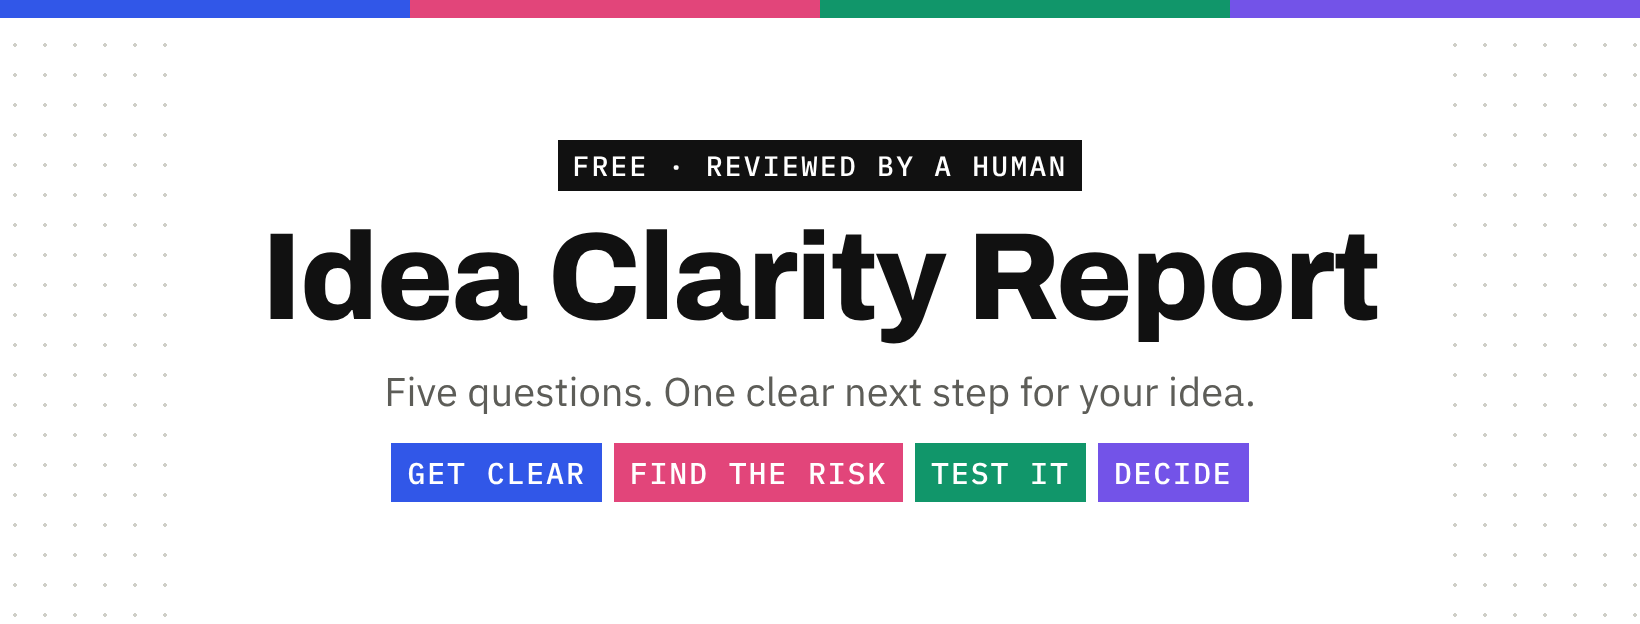 FREE · REVIEWED BY A HUMAN
Idea Clarity Report
Five questions. One clear next step for your idea.
GET CLEAR FIND THE RISK TEST IT DECIDE